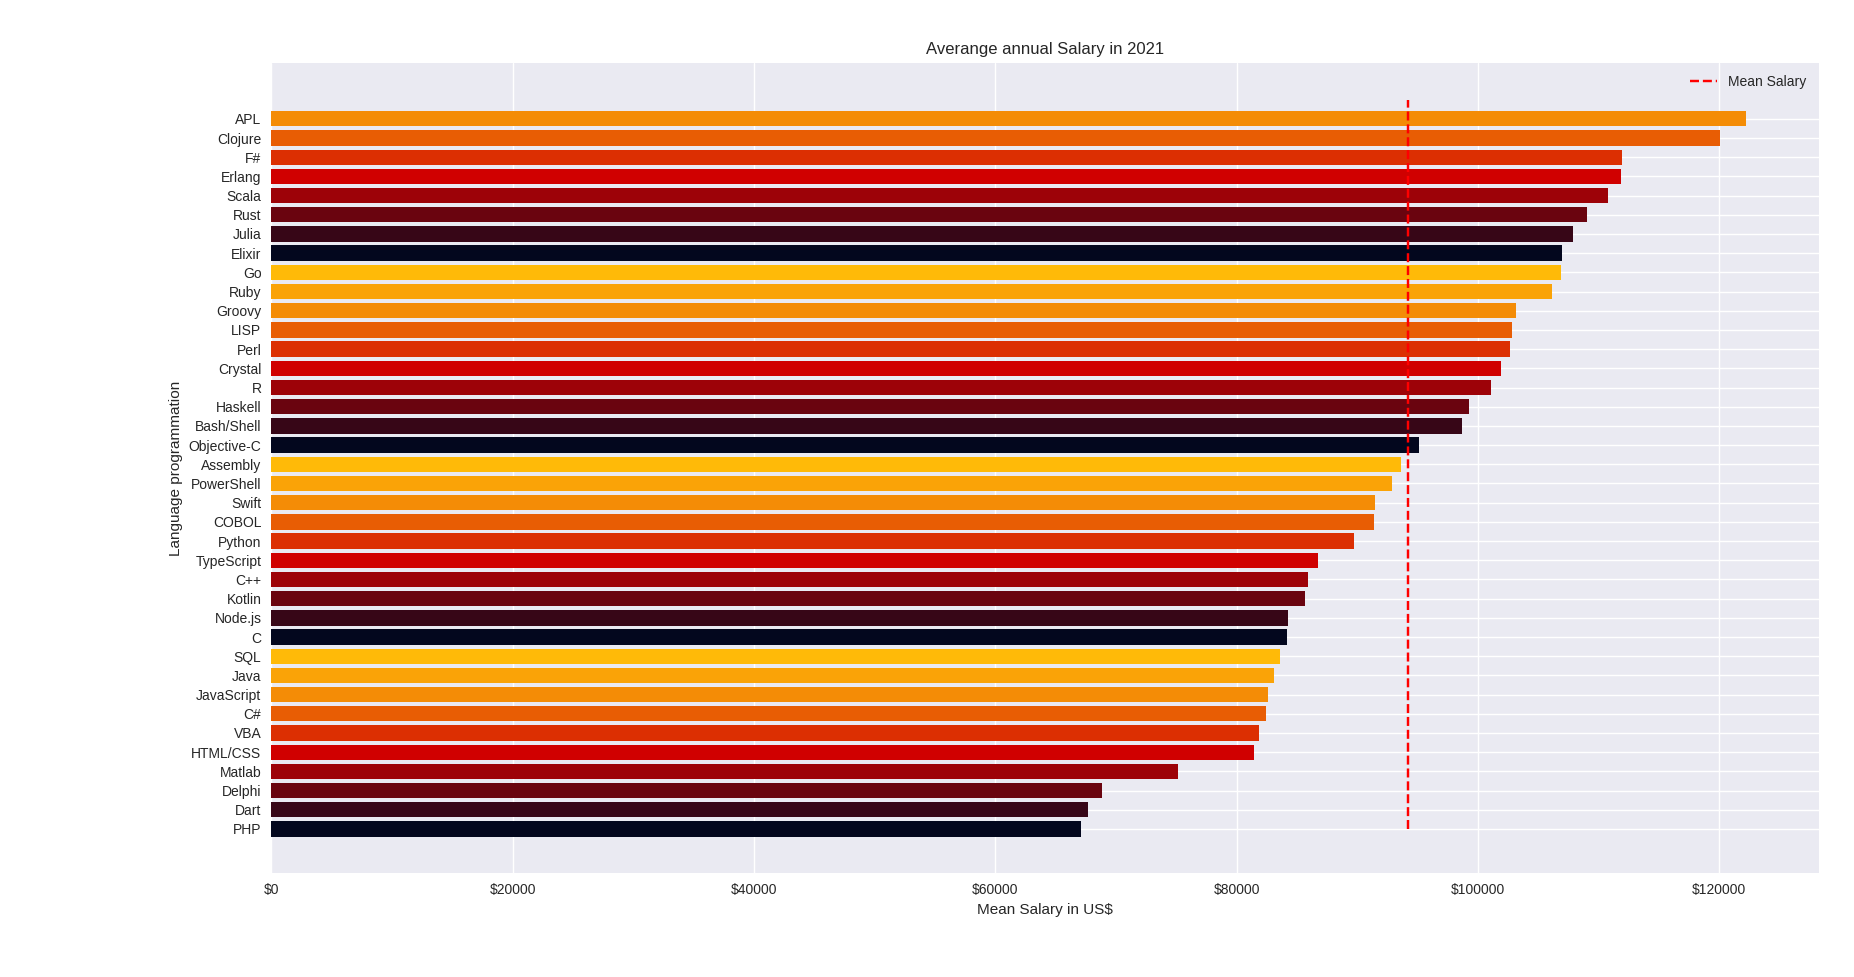 Averange annual Salary in 2021
Mean Salary
APL
Clojure
F#
Erlang
Scala
Rust
Julia
Elixir
Go
Ruby
Groovy
LISP
Perl
Crystal
R
Haskell
Bash/Shell
Objective-C
Assembly
PowerShell
Swift
COBOL
Python
TypeScript
C++
Kotlin
Node.js
C
SQL
Java
JavaScript
C#
VBA
HTML/CSS
Matlab
Delphi
Dart
PHP
Language programmation
$0 $20000 $40000 $60000 $80000 $100000 $120000
Mean Salary in US$